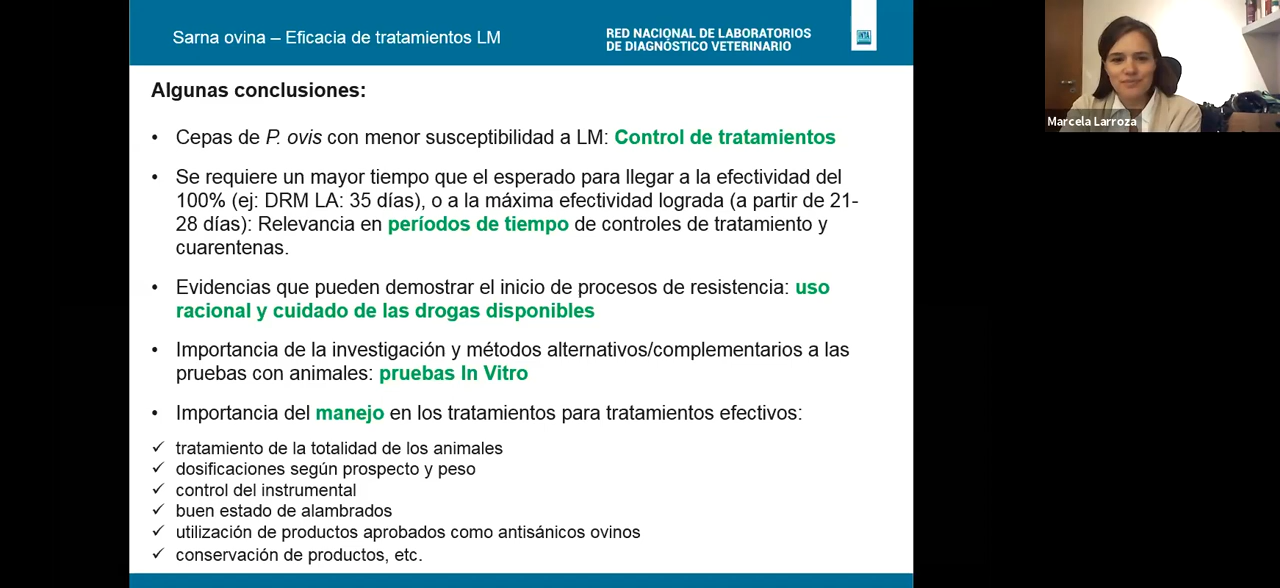 Sarna ovina – Eficacia de tratamientos LM
RED NACIONAL DE LABORATORIOS
DE DIAGNÓSTICO VETERINARIO
INTA
Marcela Larroza
Algunas conclusiones:
• Cepas de P. ovis con menor susceptibilidad a LM: Control de tratamientos
• Se requiere un mayor tiempo que el esperado para llegar a la efectividad del
100% (ej: DRM LA: 35 días), o a la máxima efectividad lograda (a partir de 21-
28 días): Relevancia en períodos de tiempo de controles de tratamiento y
cuarentenas.
• Evidencias que pueden demostrar el inicio de procesos de resistencia: uso
racional y cuidado de las drogas disponibles
• Importancia de la investigación y métodos alternativos/complementarios a las
pruebas con animales: pruebas In Vitro
• Importancia del manejo en los tratamientos para tratamientos efectivos:
✓ tratamiento de la totalidad de los animales
✓ dosificaciones según prospecto y peso
✓ control del instrumental
✓ buen estado de alambrados
✓ utilización de productos aprobados como antisánicos ovinos
✓ conservación de productos, etc.